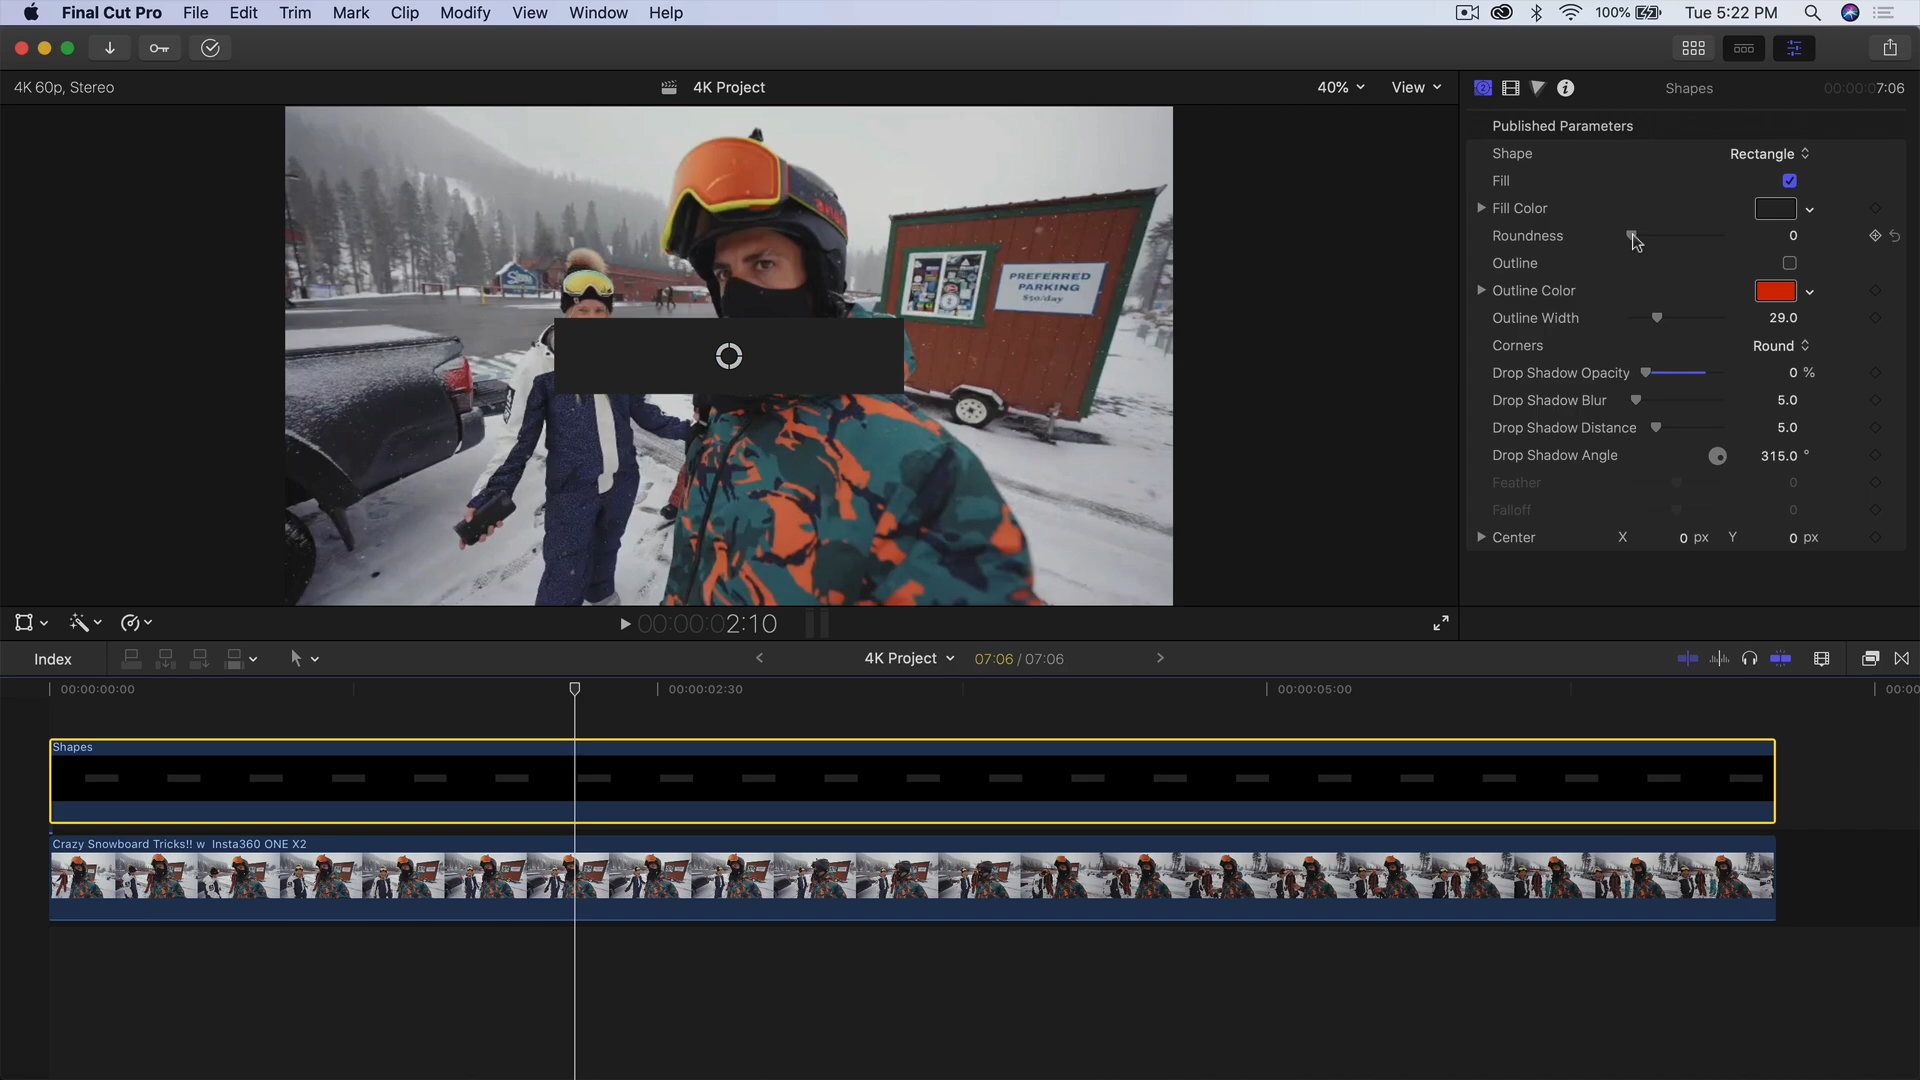 Final Cut Pro File Edit Trim Mark Clip Modify View Window Help 100% Tue 5:22 PM
4K 60p, Stereo 4K Project 40% View Shapes 00:00:07:06
Published Parameters
Shape Rectangle
Fill
Fill Color
Roundness 0
Outline
Outline Color
Outline Width 29.0
Corners Round
Drop Shadow Opacity 0 %
Drop Shadow Blur 5.0
Drop Shadow Distance 5.0
Drop Shadow Angle 315.0 °
Feather 0
Falloff 0
Center X 0 px Y 0 px
PREFERRED
PARKING
$30/day
00:00:02:10
Index 4K Project 07:06 / 07:06
00:00:00:00 00:00:02:30 00:00:05:00 00:00
Shapes
Crazy Snowboard Tricks!! w Insta360 ONE X2